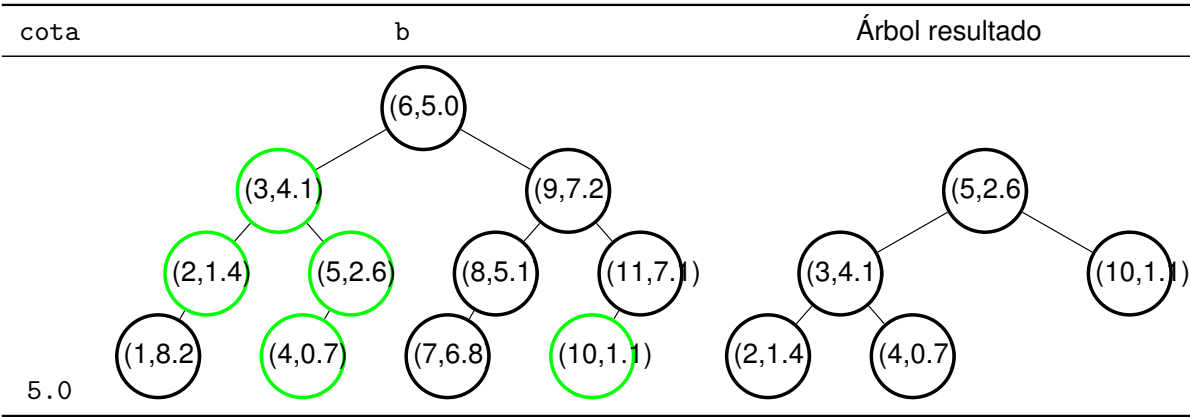 cota b Árbol resultado
(6,5.0
(3,4.1) (9,7.2 (5,2.6
(2,1.4) (5,2.6) (8,5.1 (11,7.1) (3,4.1 (10,1.1)
(1,8.2 (4,0.7) (7,6.8 (10,1.1) (2,1.4 (4,0.7
5.0